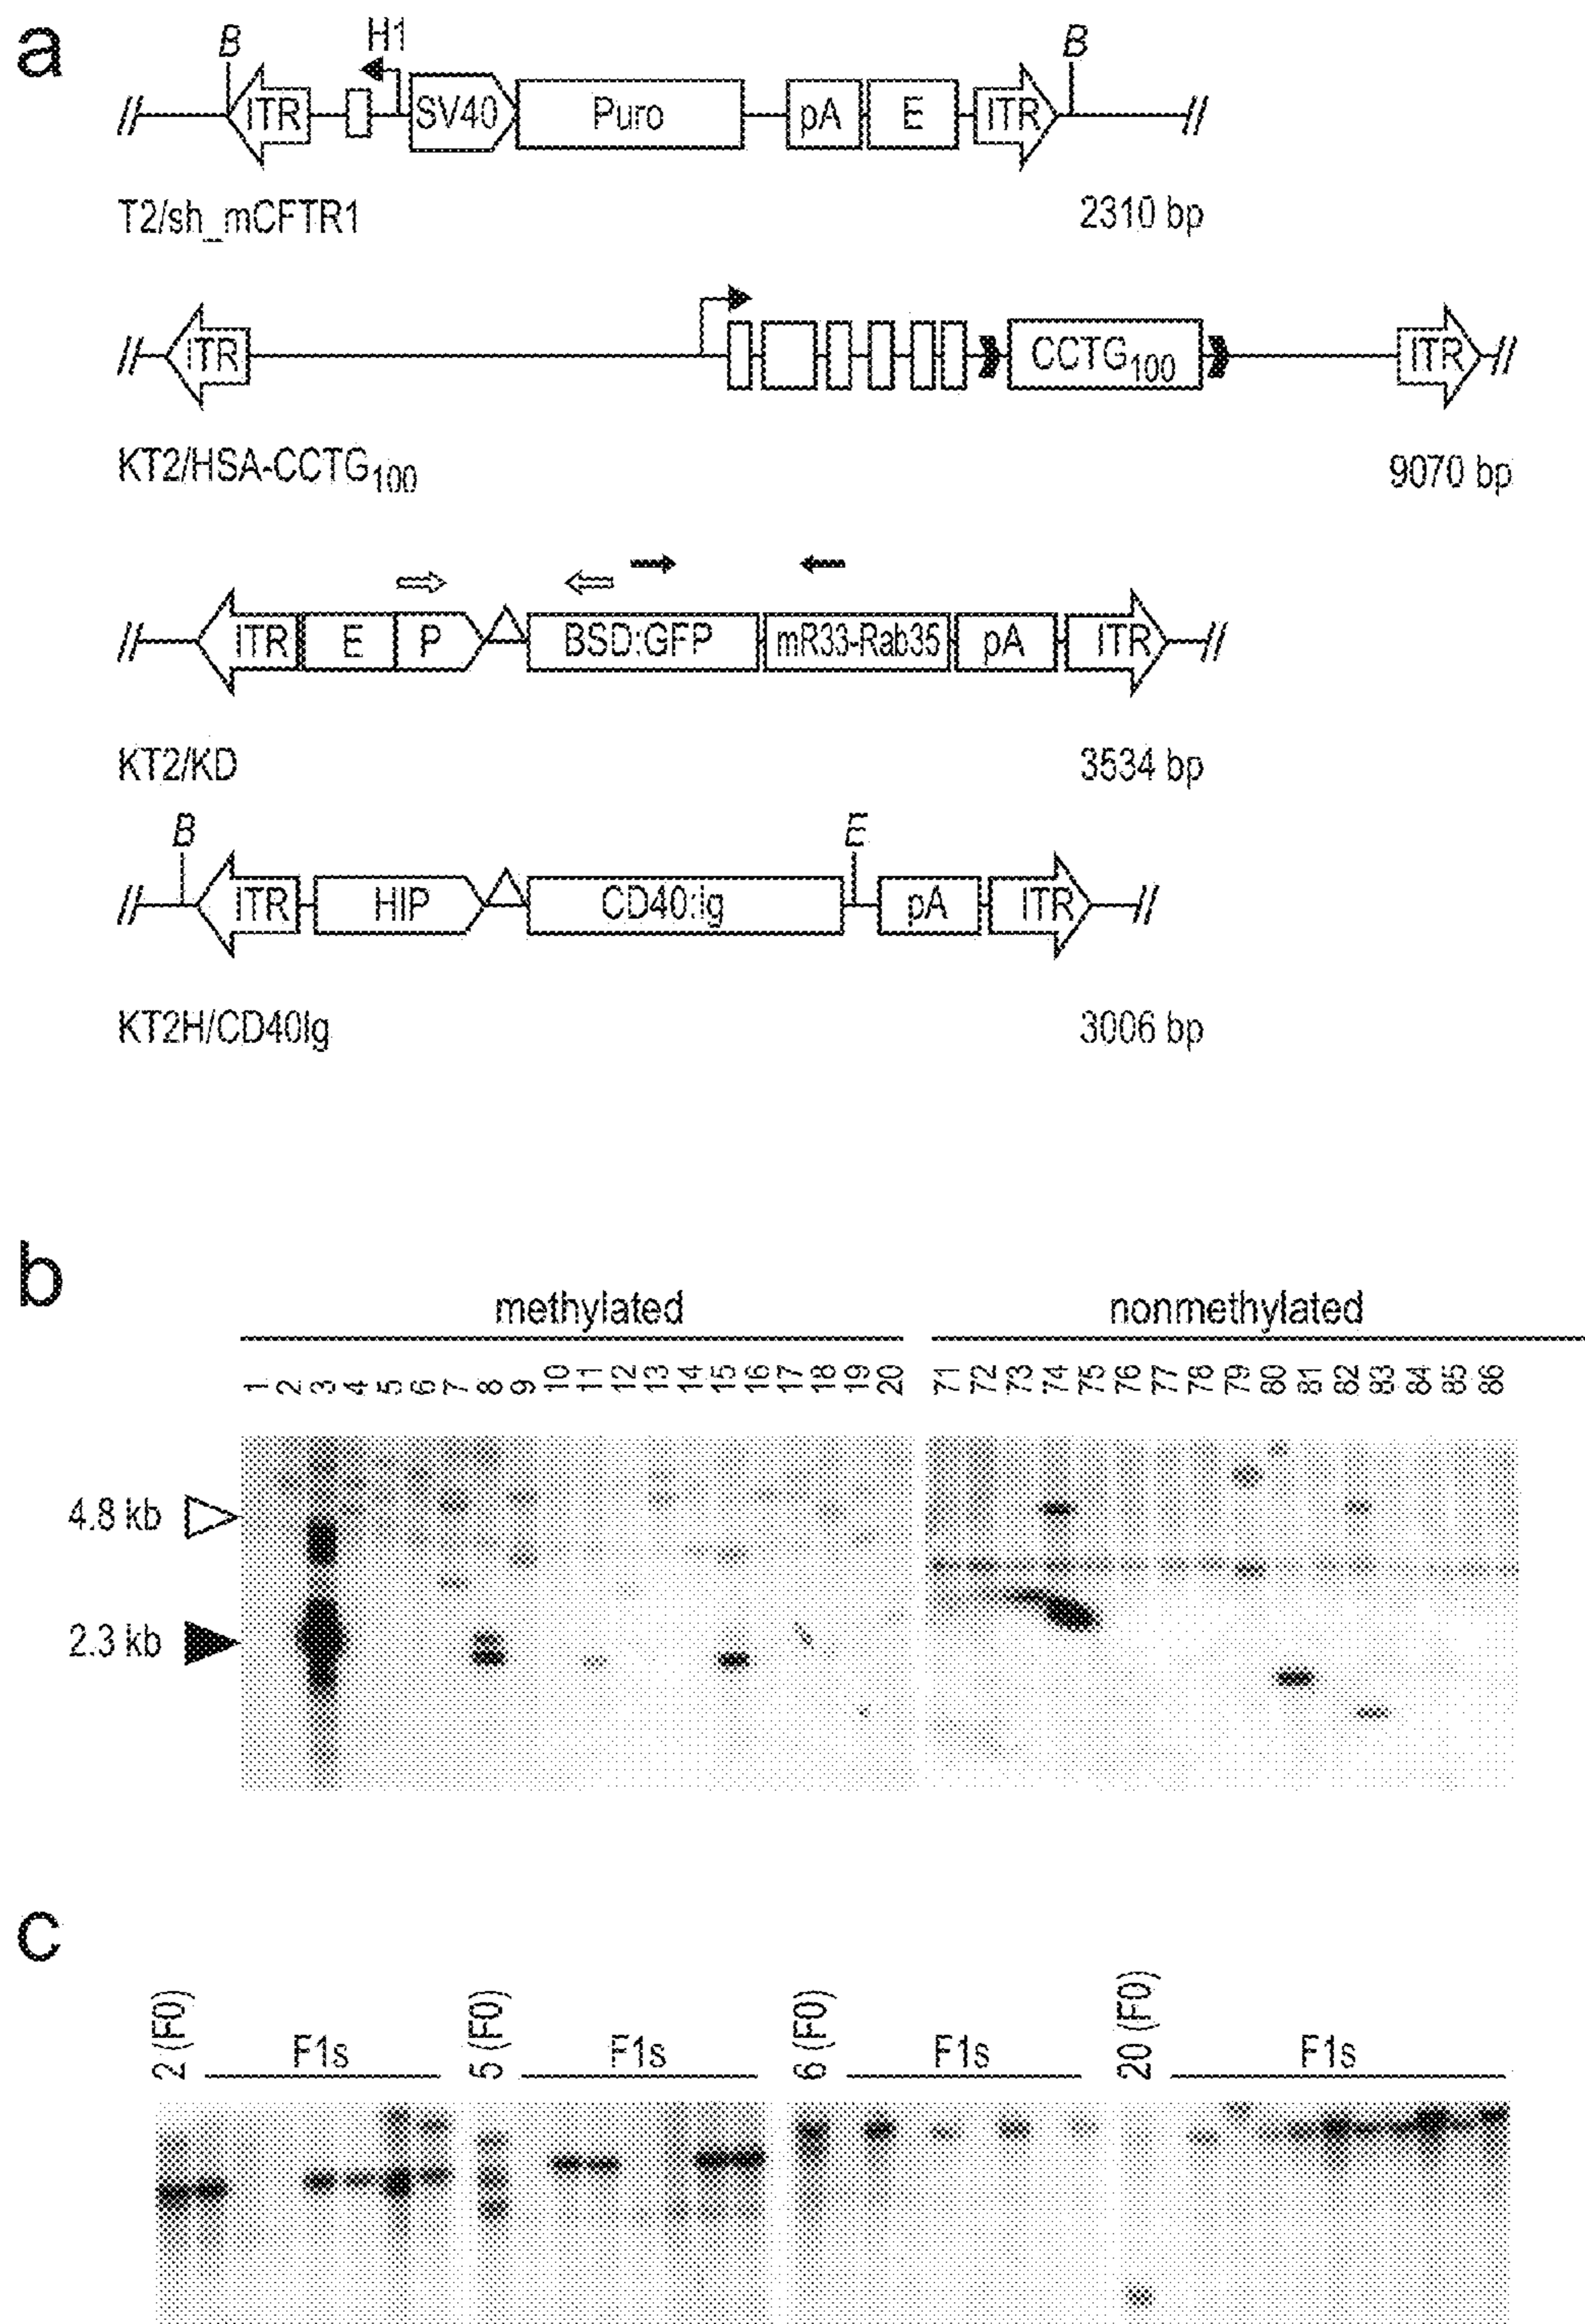 a
B H1 B
ITR SV40 Puro pA E ITR
T2/sh_mCFTR1 2310 bp
ITR CCTG100 ITR
KT2/HSA-CCTG100 9070 bp
ITR E P BSD:GFP mR33-Rab35 pA ITR
KT2/KD 3534 bp
B E
ITR HIP CD40:Ig pA ITR
KT2H/CD40Ig 3006 bp
b
methylated nonmethylated
1 2 3 4 5 6 7 8 9 10 11 12 13 14 15 16 17 18 19 20 71 72 73 74 75 76 77 78 79 80 81 82 83 84 85 86
4.8 kb
2.3 kb
c
2 (F0) F1s 5 (F0) F1s 6 (F0) F1s 20 (F0) F1s